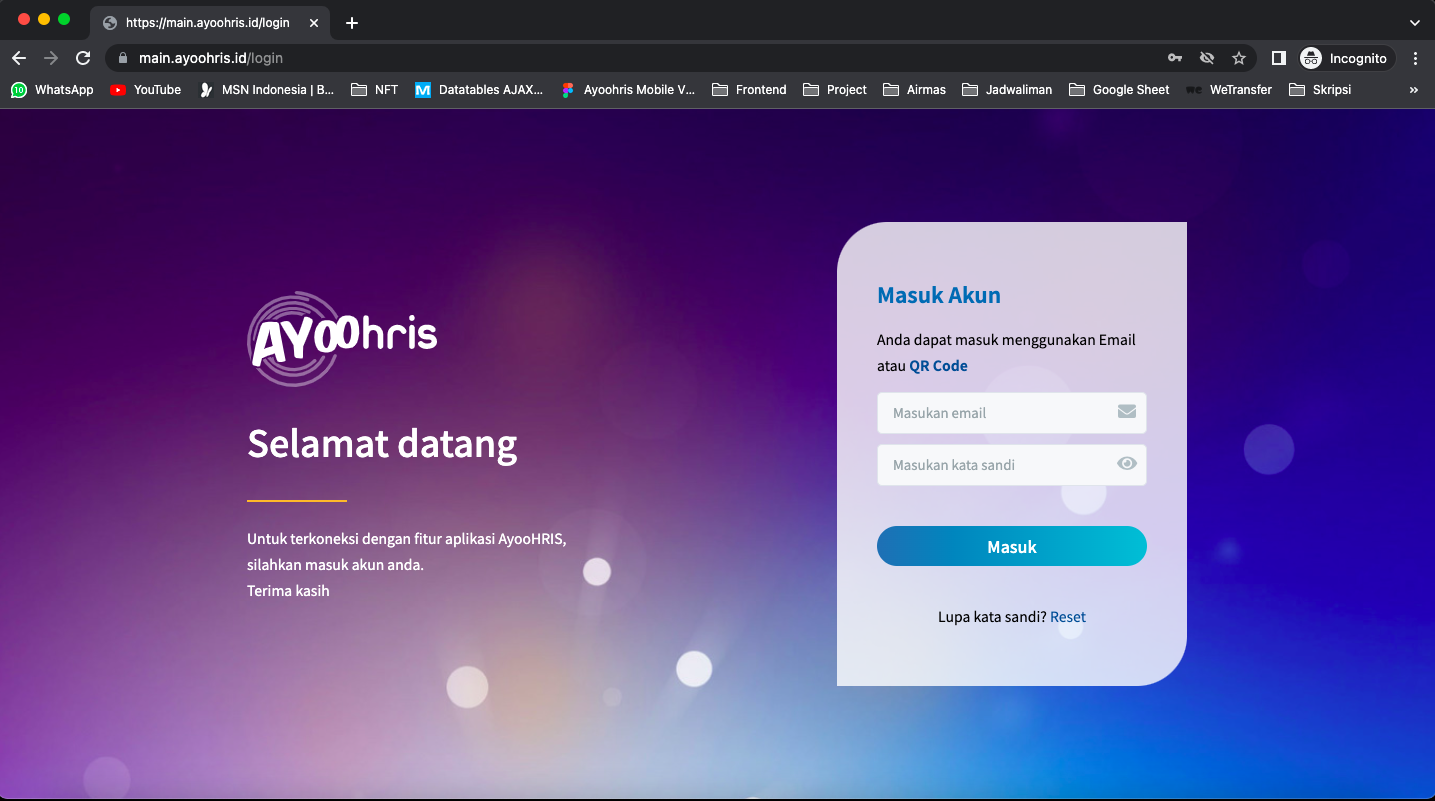 https://main.ayoohris.id/login
main.ayoohris.id/login
Incognito
10
WhatsApp
YouTube
MSN Indonesia | B...
NFT
Datatables AJAX...
Ayoohris Mobile V...
Frontend
Project
Airmas
Jadwaliman
Google Sheet
we
WeTransfer
Skripsi
»
AYOOhris
Selamat datang
Untuk terkoneksi dengan fitur aplikasi AyooHRIS,
silahkan masuk akun anda.
Terima kasih
Masuk Akun
Anda dapat masuk menggunakan Email
atau QR Code
Masukan email
Masukan kata sandi
Masuk
Lupa kata sandi? Reset